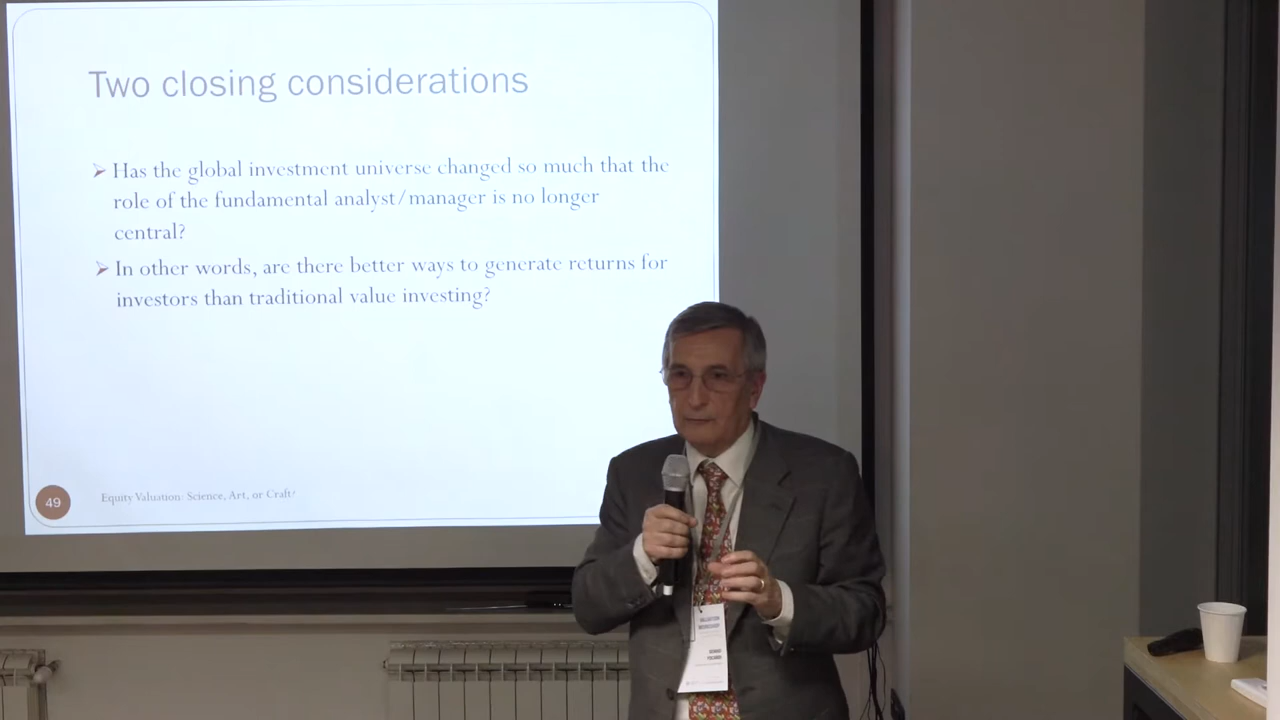 Two closing considerations
Has the global investment universe changed so much that the
role of the fundamental analyst/manager is no longer
central?
In other words, are there better ways to generate returns for
investors than traditional value investing?
49
Equity Valuation: Science, Art, or Craft?